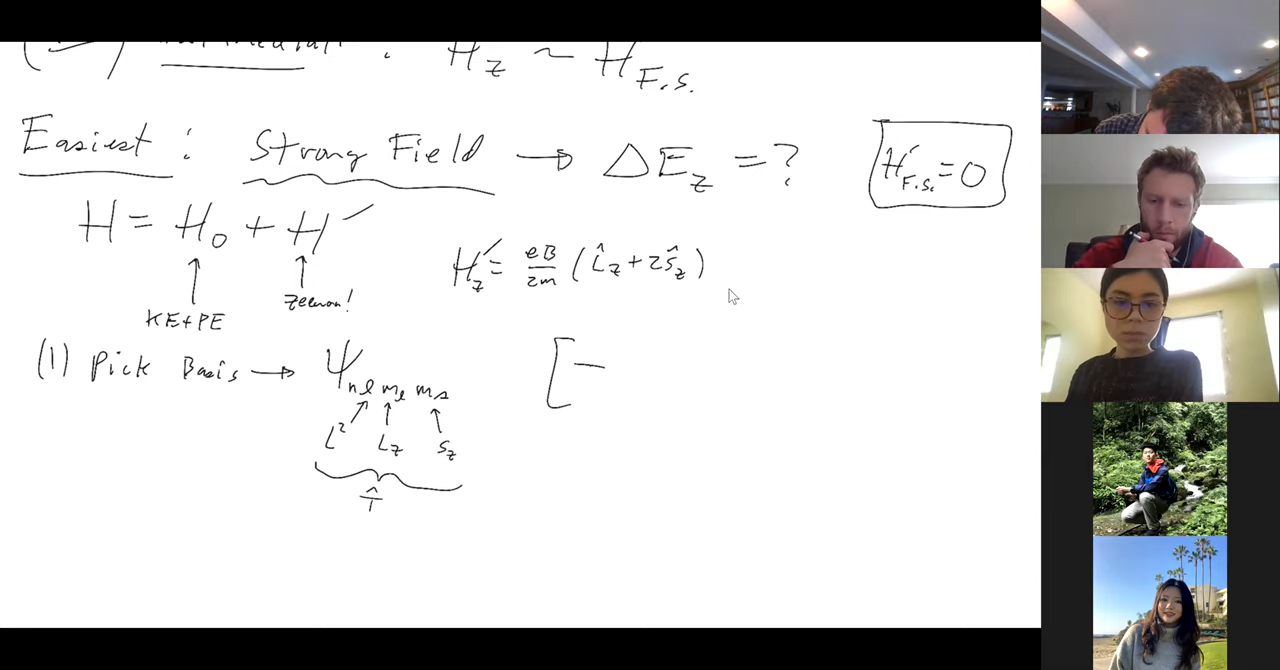 : H_z ~ H_F.S.
Easiest : Strong Field → ΔE_z = ?
H'_F.S. = 0
H = H_0 + H'
H'_z = eB/2m (L̂_z + 2Ŝ_z)
KE+PE
Zeeman!
(1) Pick Basis → Ψ_n l m_l m_s
[
L² L_z S_z
T̂